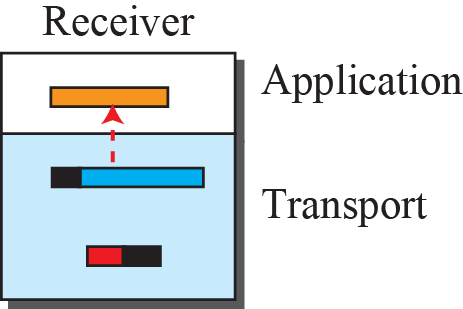 Receiver
Application
Transport